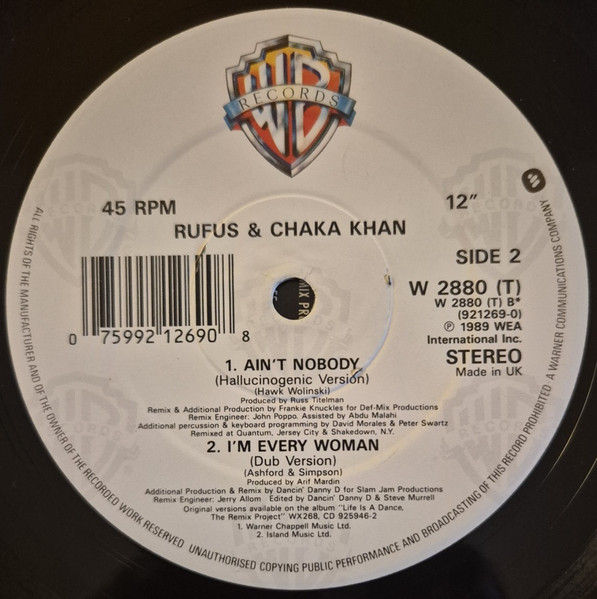 WB
RECORDS
45 RPM
12"
RUFUS & CHAKA KHAN
SIDE 2
W 2880 (T)
W 2880 (T) B*
(921269-0)
℗ 1989 WEA
International Inc.
STEREO
Made in UK
0 75992 12690 8
1. AIN'T NOBODY
(Hallucinogenic Version)
(Hawk Wolinski)
Produced by Russ Titelman
Remix & Additional Production by Frankie Knuckles for Def-Mix Productions
Remix Engineer: John Poppo. Assisted by Abdu Malahi
Additional percussion & keyboard programming by David Morales & Peter Swartz
Remixed at Quantum, Jersey City & Shakedown, N.Y.
2. I'M EVERY WOMAN
(Dub Version)
(Ashford & Simpson)
Produced by Arif Mardin
Additional Production & Remix by Dancin' Danny D for Slam Jam Productions
Remix Engineer: Jerry Allom Edited by Dancin' Danny D & Steve Murrell
Original versions available on the album "Life Is A Dance,
The Remix Project" WX268, CD 925946-2
1. Warner Chappell Music Ltd.
2. Island Music Ltd.
ALL RIGHTS OF THE MANUFACTURER AND OF THE OWNER OF THE RECORDED WORK RESERVED UNAUTHORISED COPYING PUBLIC PERFORMANCE AND BROADCASTING OF THIS RECORD PROHIBITED A WARNER COMMUNICATIONS COMPANY